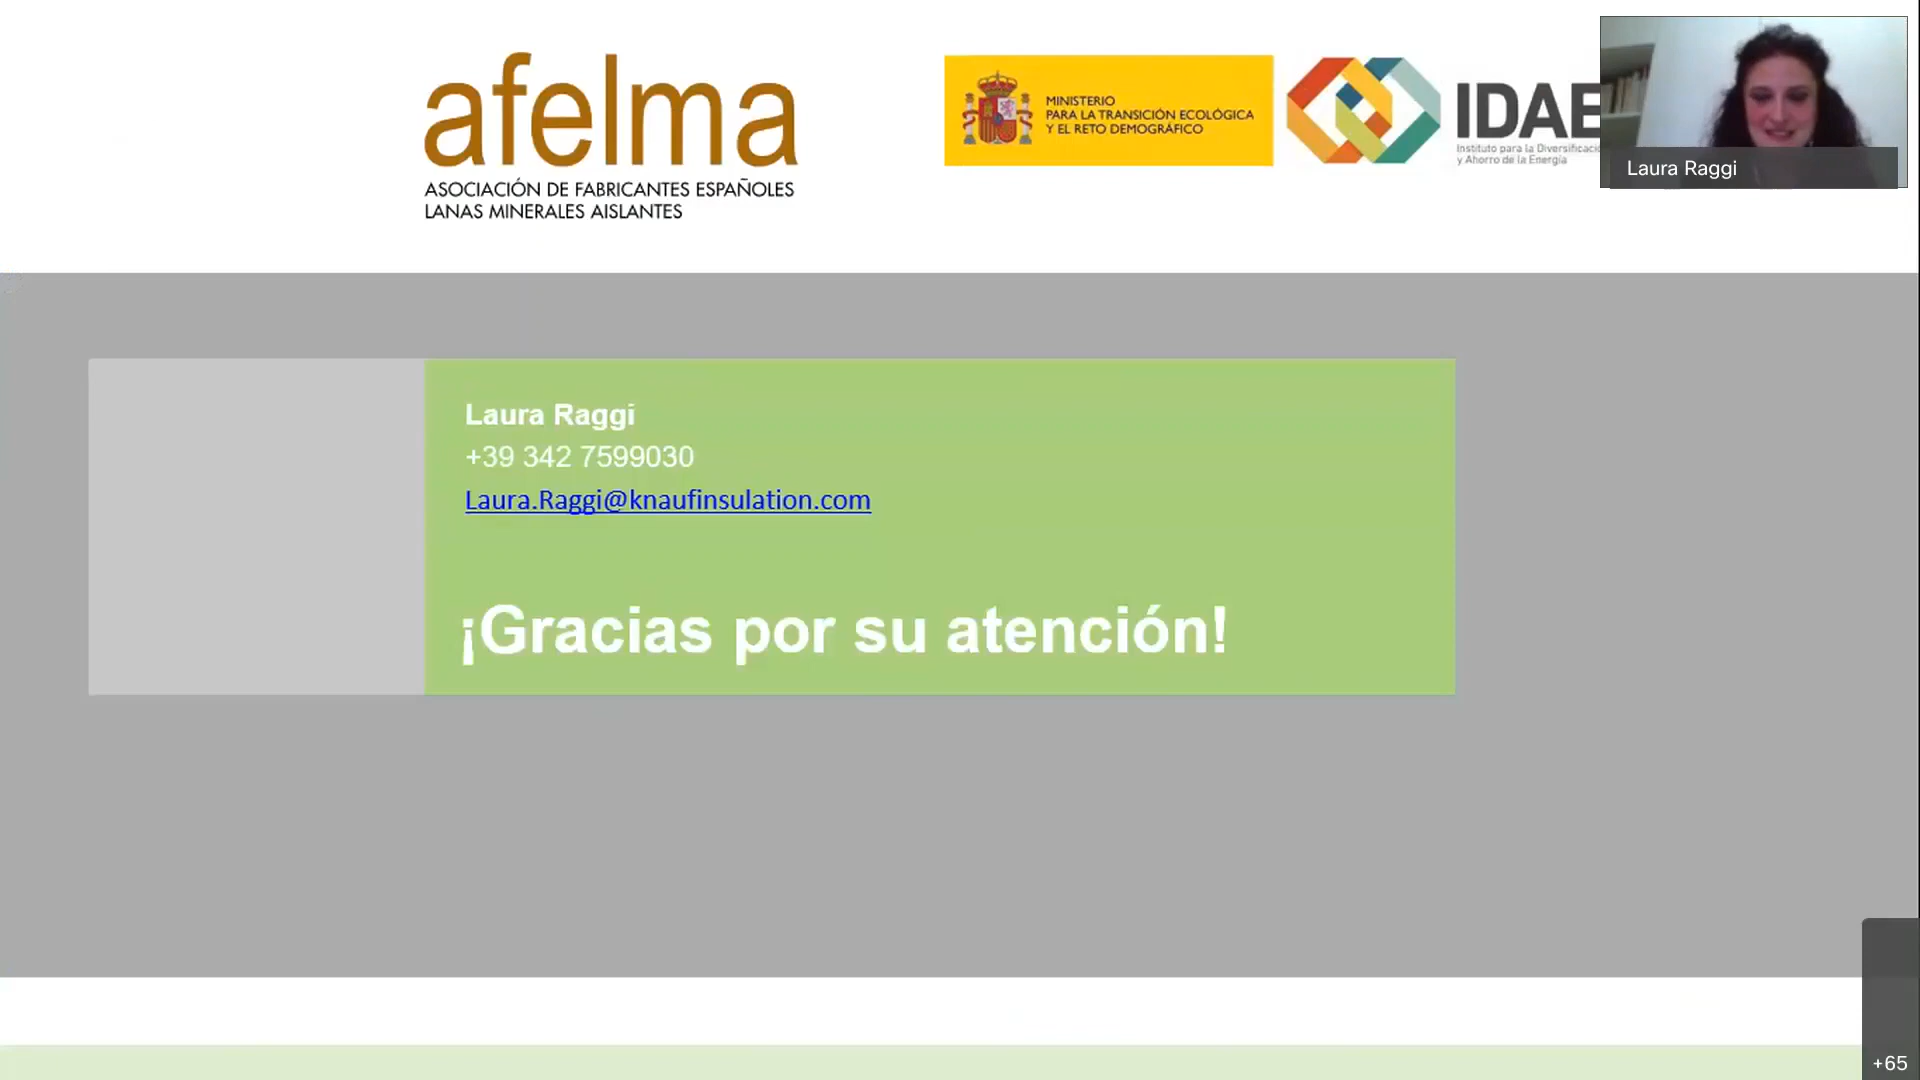 afelma
ASOCIACIÓN DE FABRICANTES ESPAÑOLES
LANAS MINERALES AISLANTES
MINISTERIO
PARA LA TRANSICIÓN ECOLÓGICA
Y EL RETO DEMOGRÁFICO
IDAE
Instituto para la Diversificació
y Ahorro de la Energía
Laura Raggi
Laura Raggi
+39 342 7599030
Laura.Raggi@knaufinsulation.com
¡Gracias por su atención!
+65